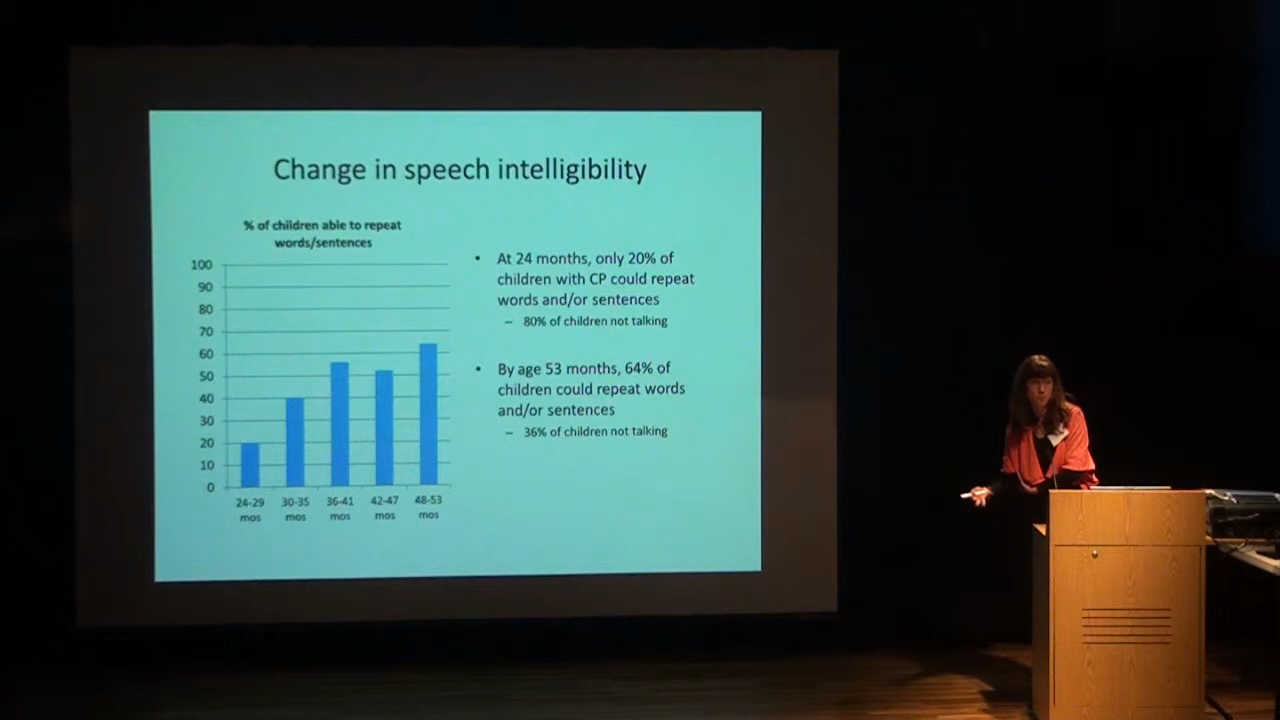 Change in speech intelligibility
% of children able to repeat
words/sentences
100
90
80
70
60
50
40
30
20
10
0
24-29
mos
30-35
mos
36-41
mos
42-47
mos
48-53
mos
• At 24 months, only 20% of
children with CP could repeat
words and/or sentences
– 80% of children not talking
• By age 53 months, 64% of
children could repeat words
and/or sentences
– 36% of children not talking